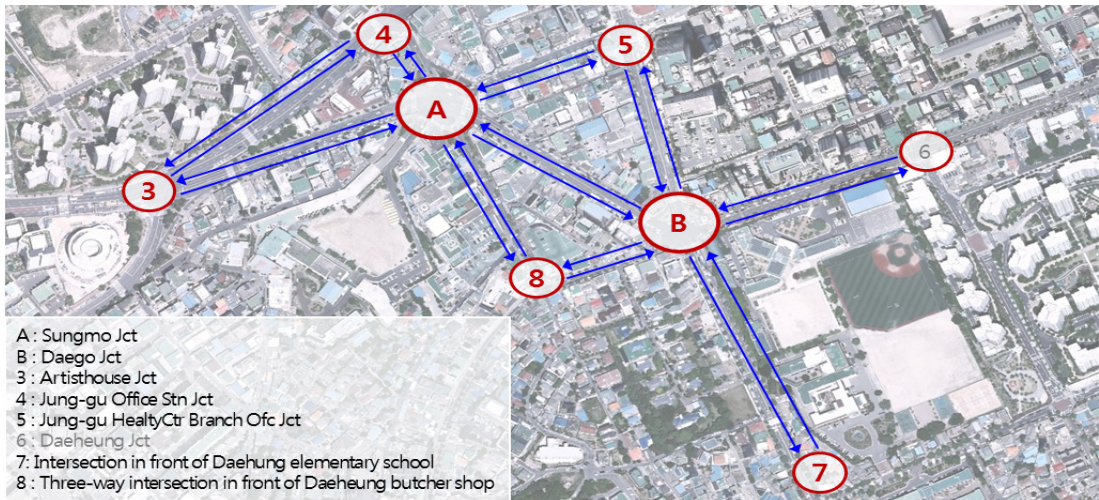 4
5
A
6
3
B
8
7
A : Sungmo Jct
B : Daego Jct
3 : Artisthouse Jct
4 : Jung-gu Office Stn Jct
5 : Jung-gu HealtyCtr Branch Ofc Jct
6 : Daeheung Jct
7: Intersection in front of Daehung elementary school
8 : Three-way intersection in front of Daeheung butcher shop